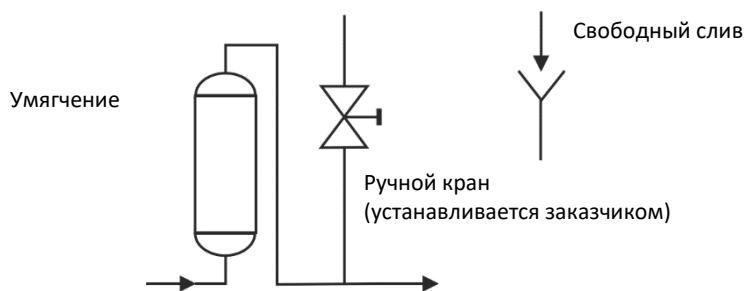 Свободный слив
Умягчение
Ручной кран
(устанавливается заказчиком)